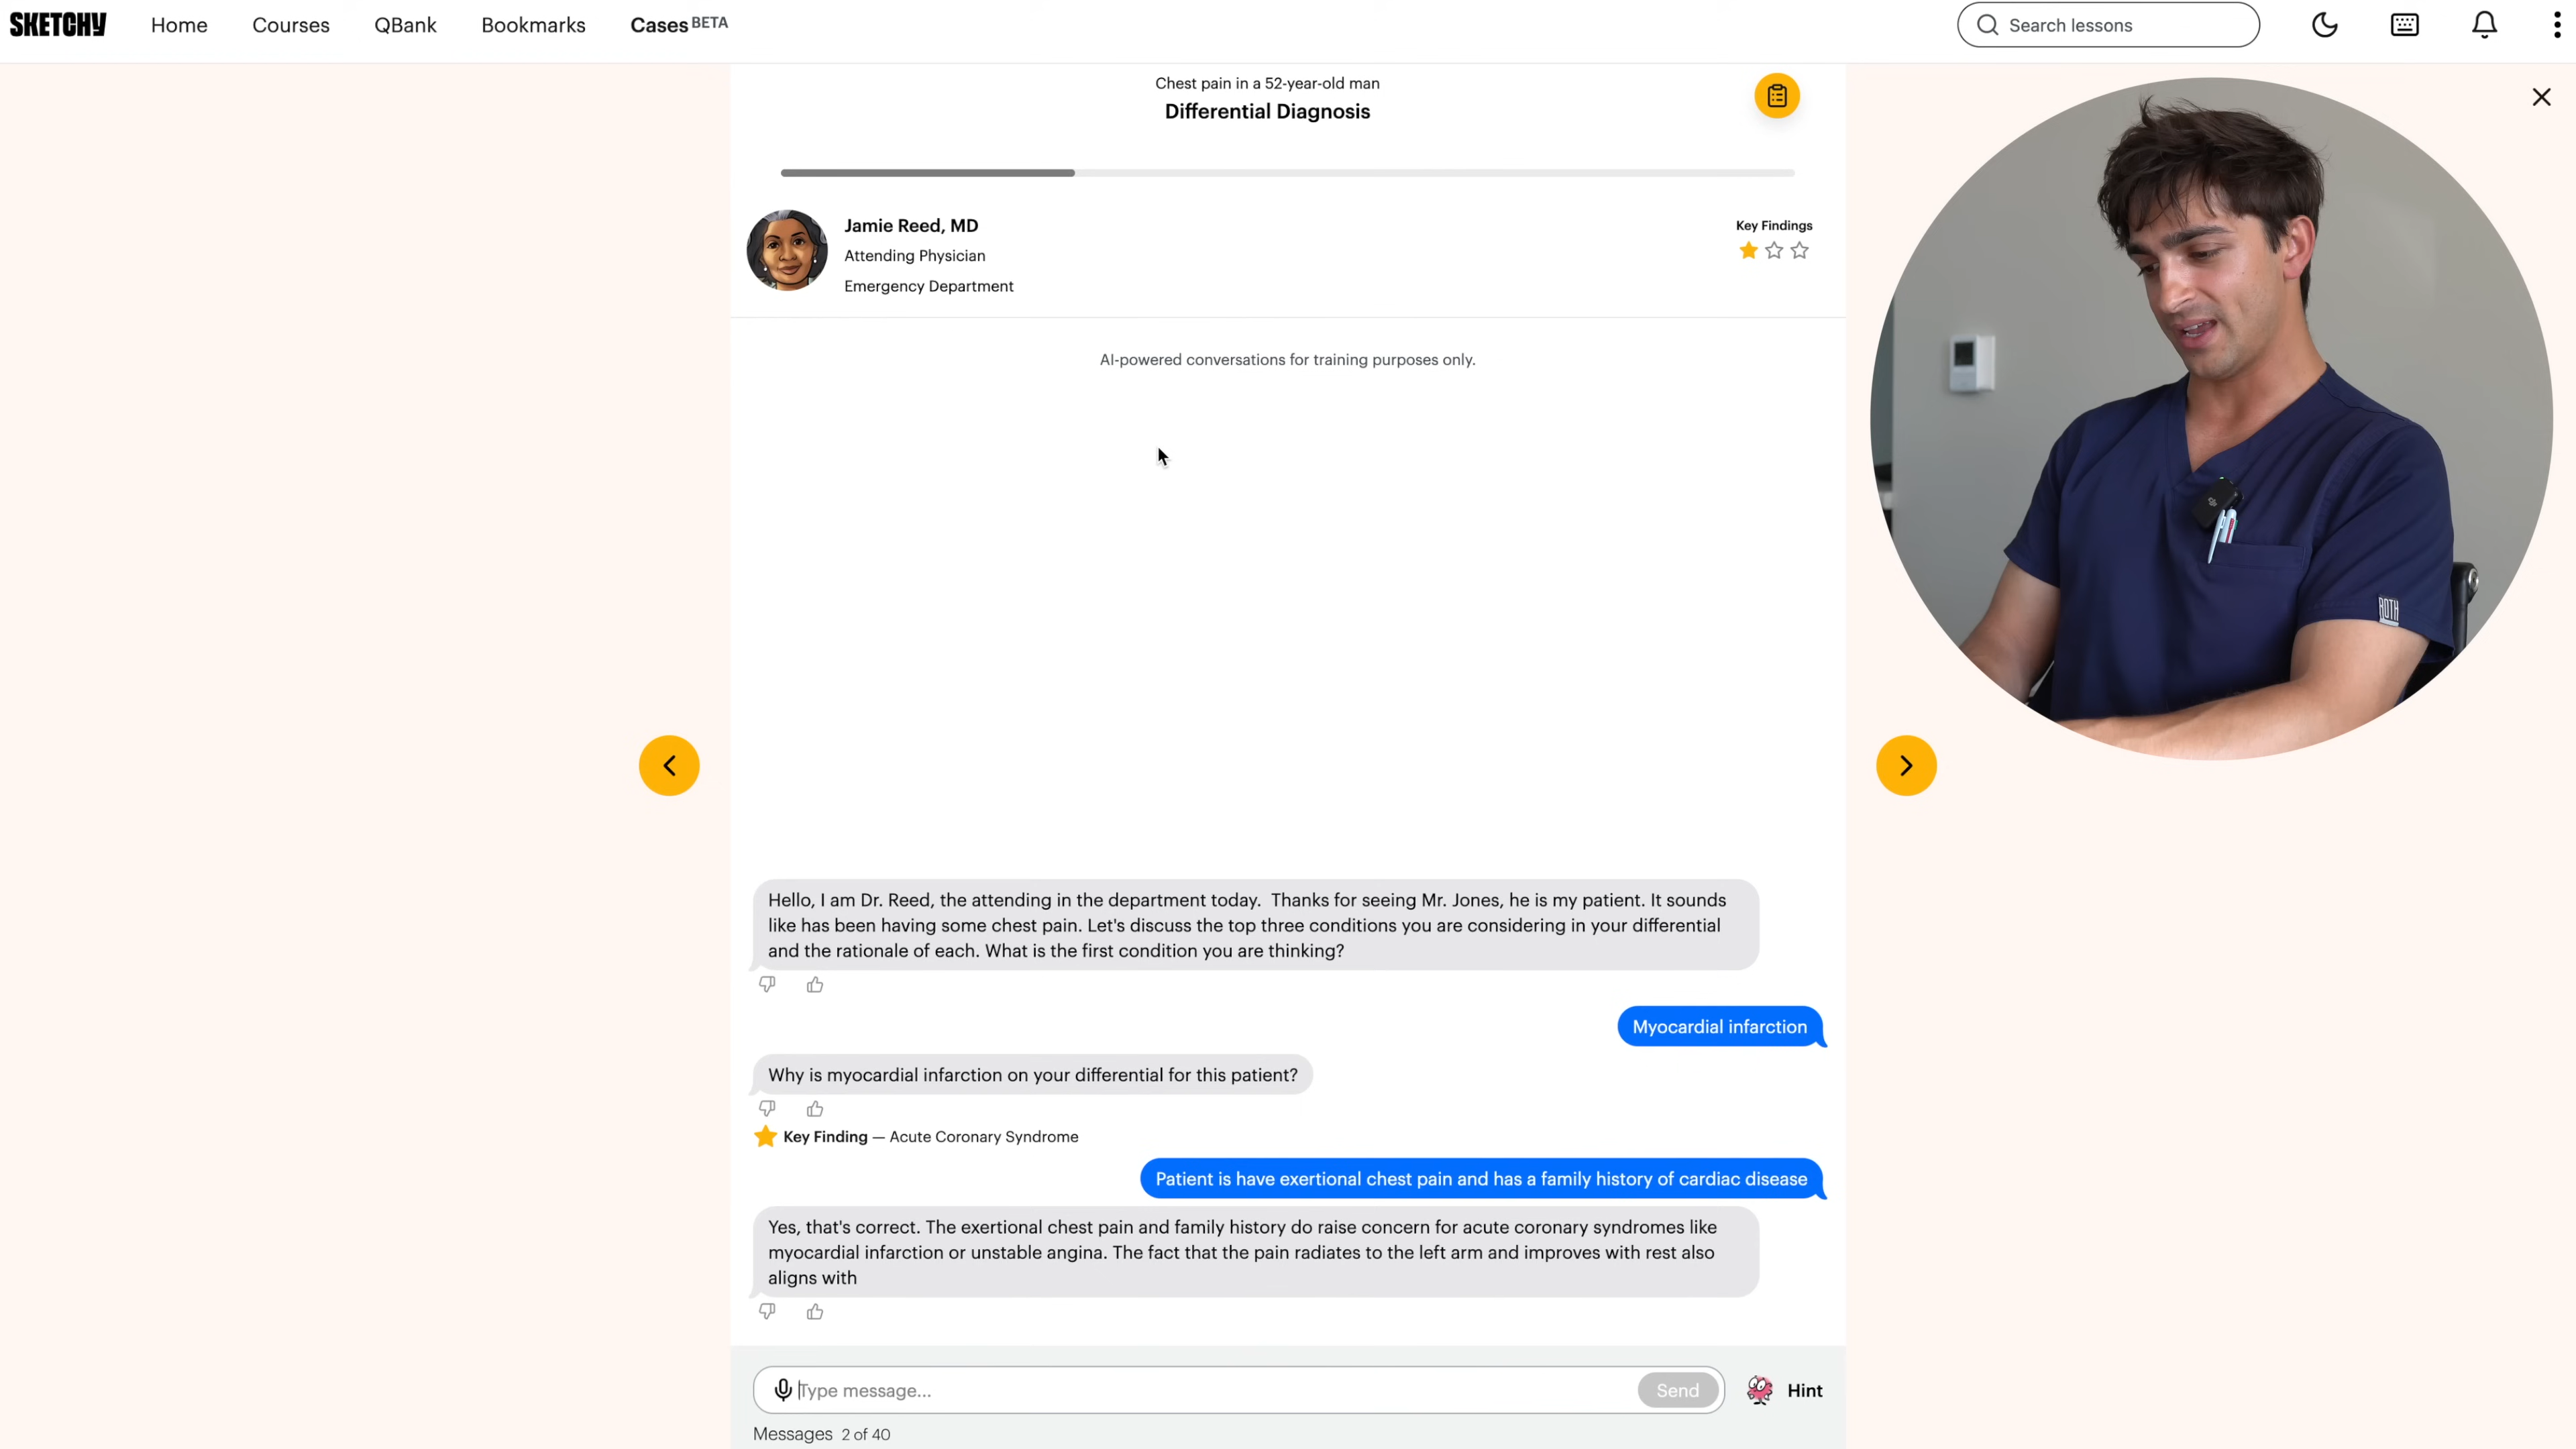 SKETCHY Home Courses QBank Bookmarks Cases BETA Search lessons
Chest pain in a 52-year-old man
Differential Diagnosis
Jamie Reed, MD
Attending Physician
Emergency Department
Key Findings
AI-powered conversations for training purposes only.
ROTH
Hello, I am Dr. Reed, the attending in the department today.  Thanks for seeing Mr. Jones, he is my patient. It sounds
like has been having some chest pain. Let's discuss the top three conditions you are considering in your differential
and the rationale of each. What is the first condition you are thinking?
Myocardial infarction
Why is myocardial infarction on your differential for this patient?
Key Finding — Acute Coronary Syndrome
Patient is have exertional chest pain and has a family history of cardiac disease
Yes, that's correct. The exertional chest pain and family history do raise concern for acute coronary syndromes like
myocardial infarction or unstable angina. The fact that the pain radiates to the left arm and improves with rest also
aligns with
Type message...
Send
Hint
Messages 2 of 40